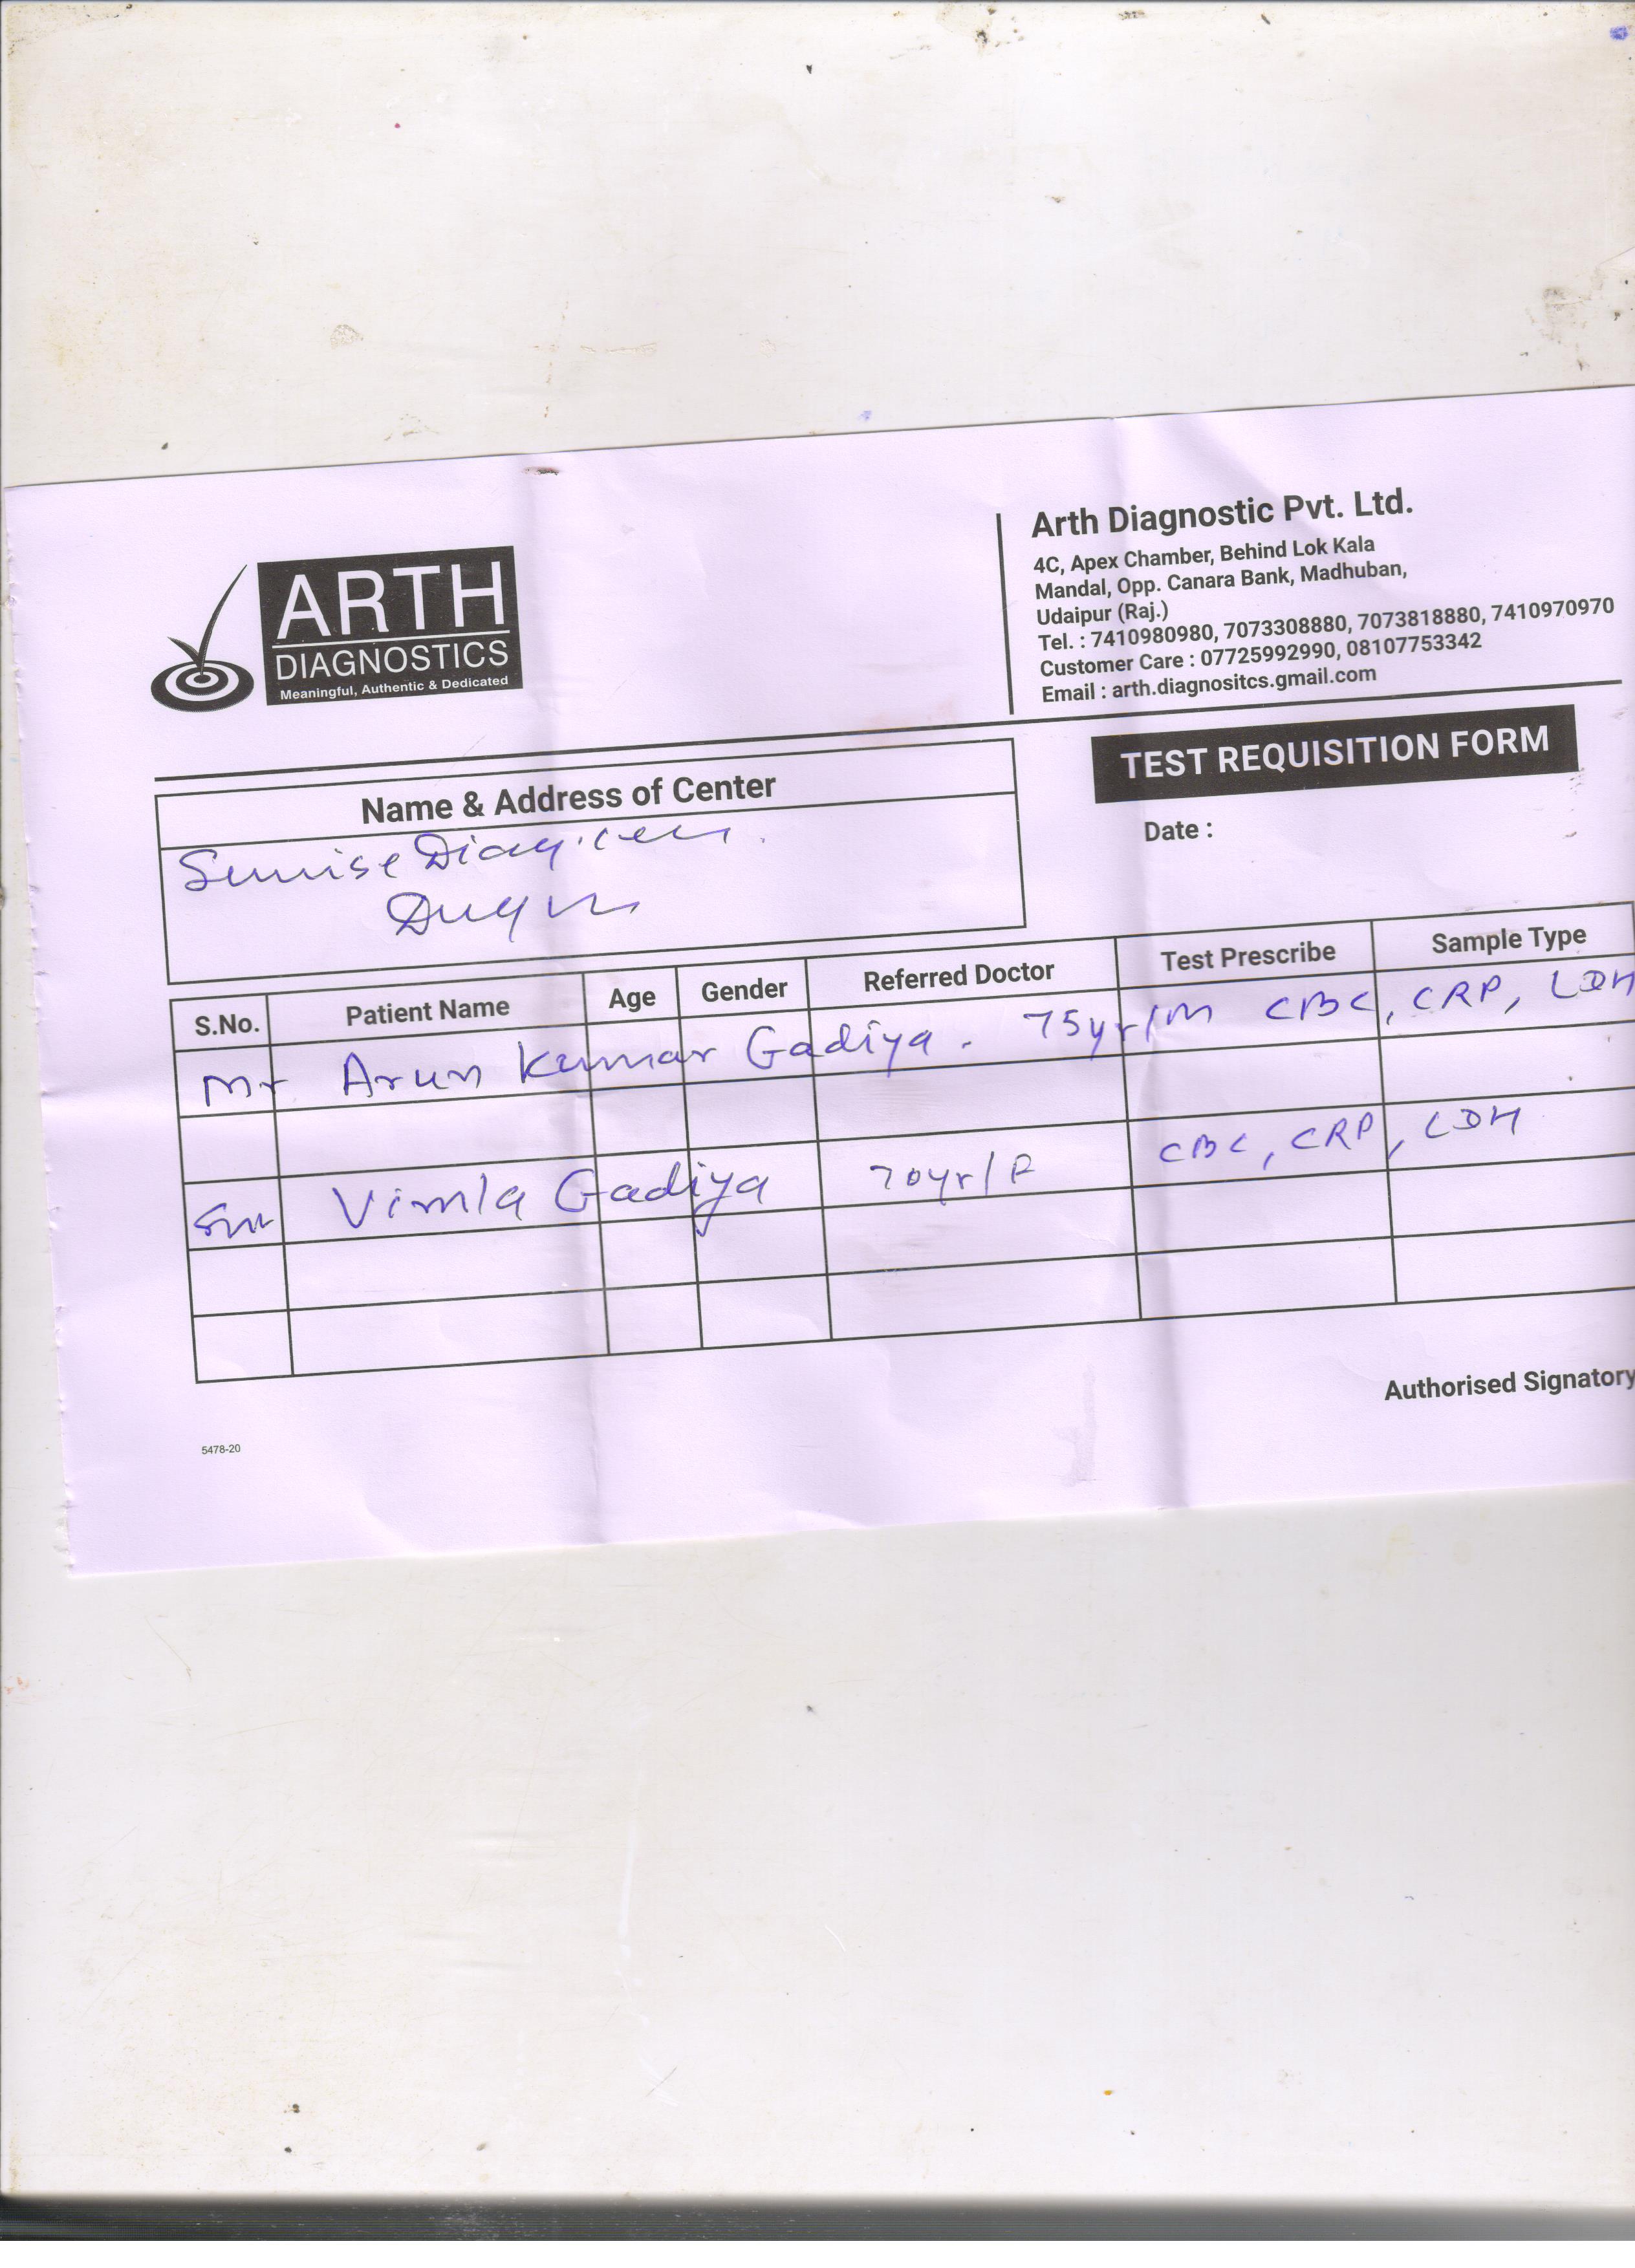 ARTH
DIAGNOSTICS
Meaningful, Authentic & Dedicated
Arth Diagnostic Pvt. Ltd.
4C, Apex Chamber, Behind Lok Kala
Mandal, Opp. Canara Bank, Madhuban,
Udaipur (Raj.)
Tel. : 7410980980, 7073308880, 7073818880, 7410970970
Customer Care : 07725992990, 08107753342
Email : arth.diagnositcs.gmail.com
TEST REQUISITION FORM
Date :
Name & Address of Center
Sunrise
S.No. Patient Name Age Gender Referred Doctor Test Prescribe Sample Type
Mr Arun Kumar Gadiya. 75yr/M CBC, CRP, LDH
Vimla Gadiya 70yr/F CBC, CRP, LDH
Authorised Signatory
5478-20